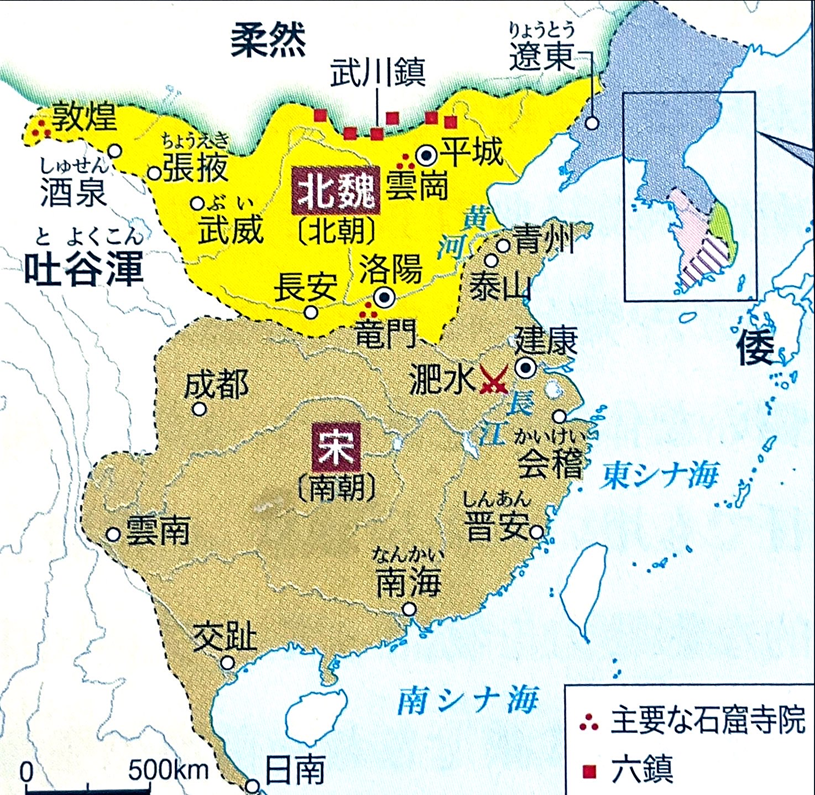 柔然
りょうとう
遼東
武川鎮
敦煌
ちょうえき
張掖
平城
しゅせん
酒泉
雲崗
北魏
〔北朝〕
ぶい
武威
黄河
青州
と よくこん
吐谷渾
泰山
長安
洛陽
竜門
建康
倭
淝水
成都
長江
かいけい
会稽
宋
〔南朝〕
東シナ海
しんあん
晋安
雲南
なんかい
南海
交趾
南シナ海
主要な石窟寺院
六鎮
0 500km
日南